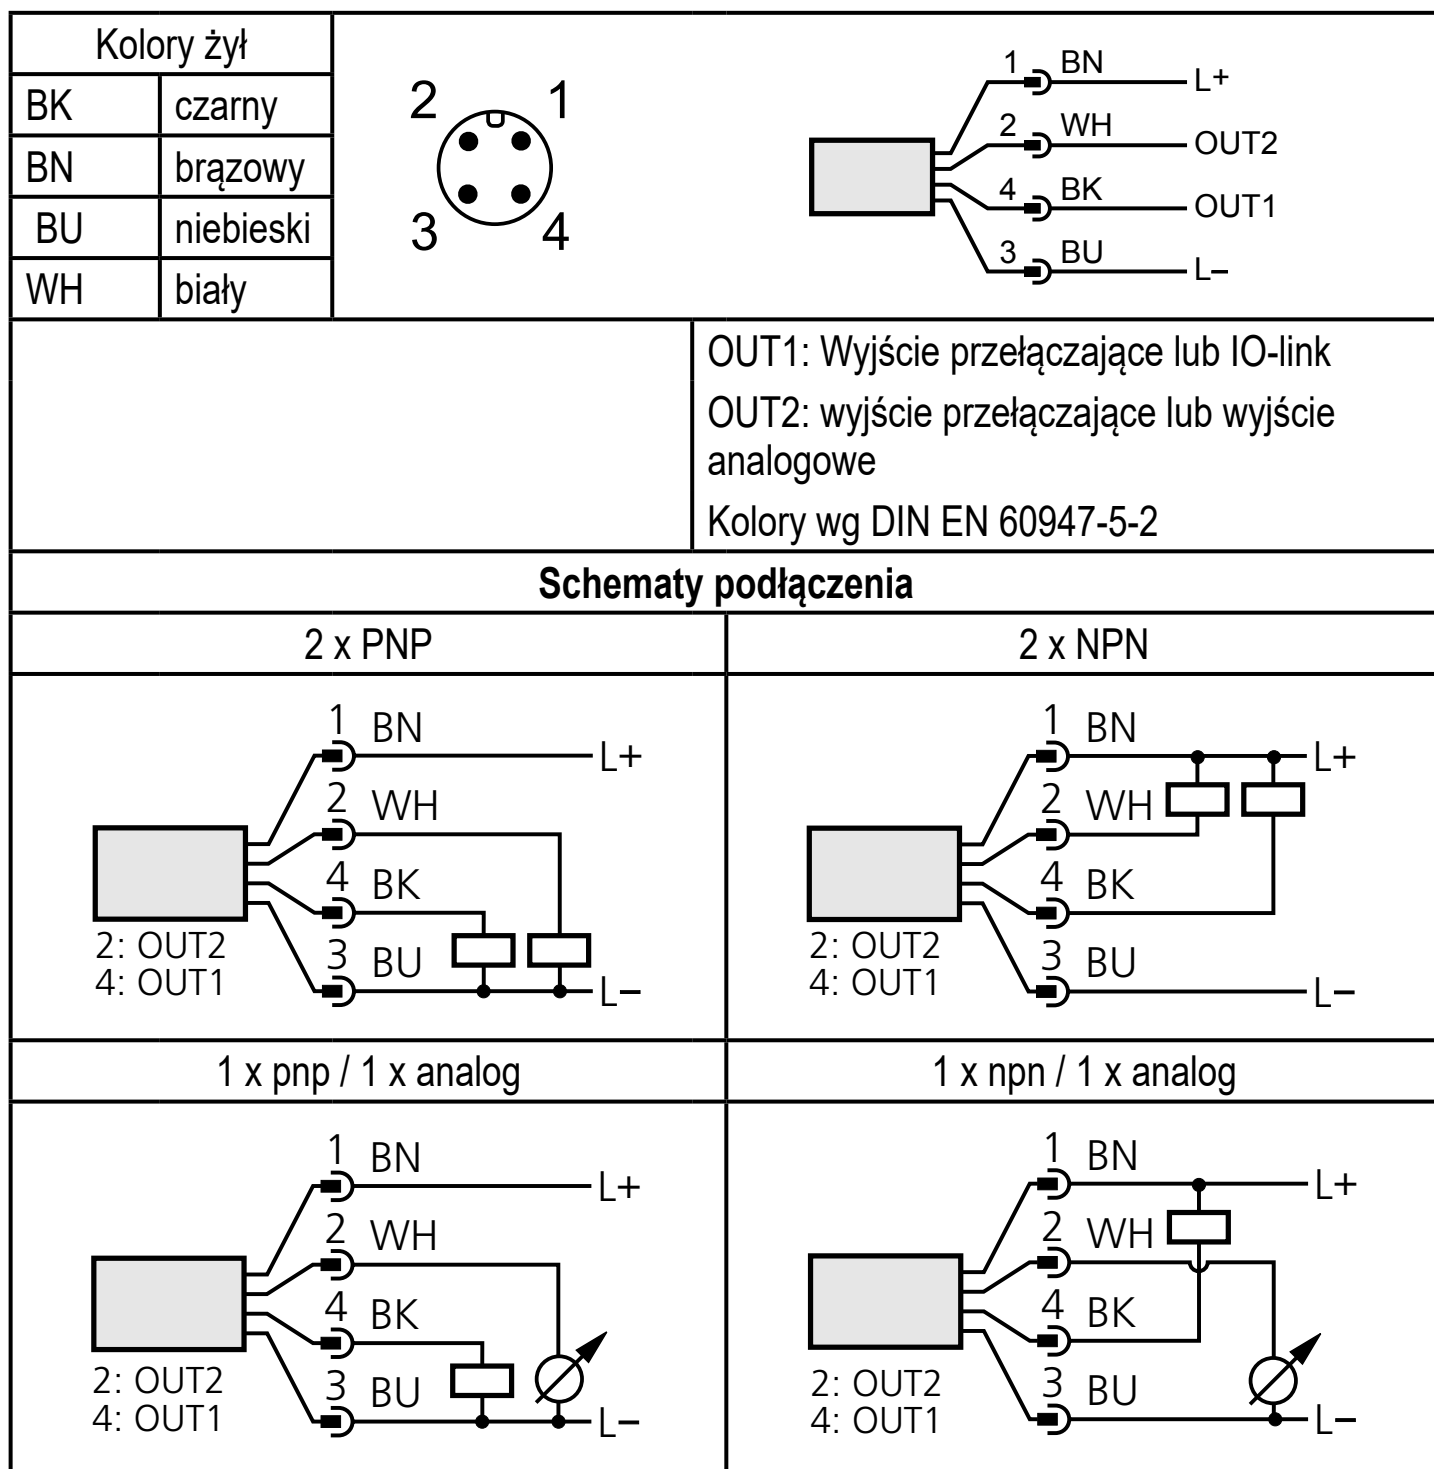 Kolory żył
BK czarny
BN brązowy
BU niebieski
WH biały
2 1
3 4
1 BN L+
2 WH OUT2
4 BK OUT1
3 BU L–
OUT1: Wyjście przełączające lub IO-link
OUT2: wyjście przełączające lub wyjście
analogowe
Kolory wg DIN EN 60947-5-2
Schematy podłączenia
2 x PNP
1 BN L+
2 WH
4 BK
3 BU L–
2: OUT2
4: OUT1
2 x NPN
1 BN L+
2 WH
4 BK
3 BU L–
2: OUT2
4: OUT1
1 x pnp / 1 x analog
1 BN L+
2 WH
4 BK
3 BU L–
2: OUT2
4: OUT1
1 x npn / 1 x analog
1 BN L+
2 WH
4 BK
3 BU L–
2: OUT2
4: OUT1